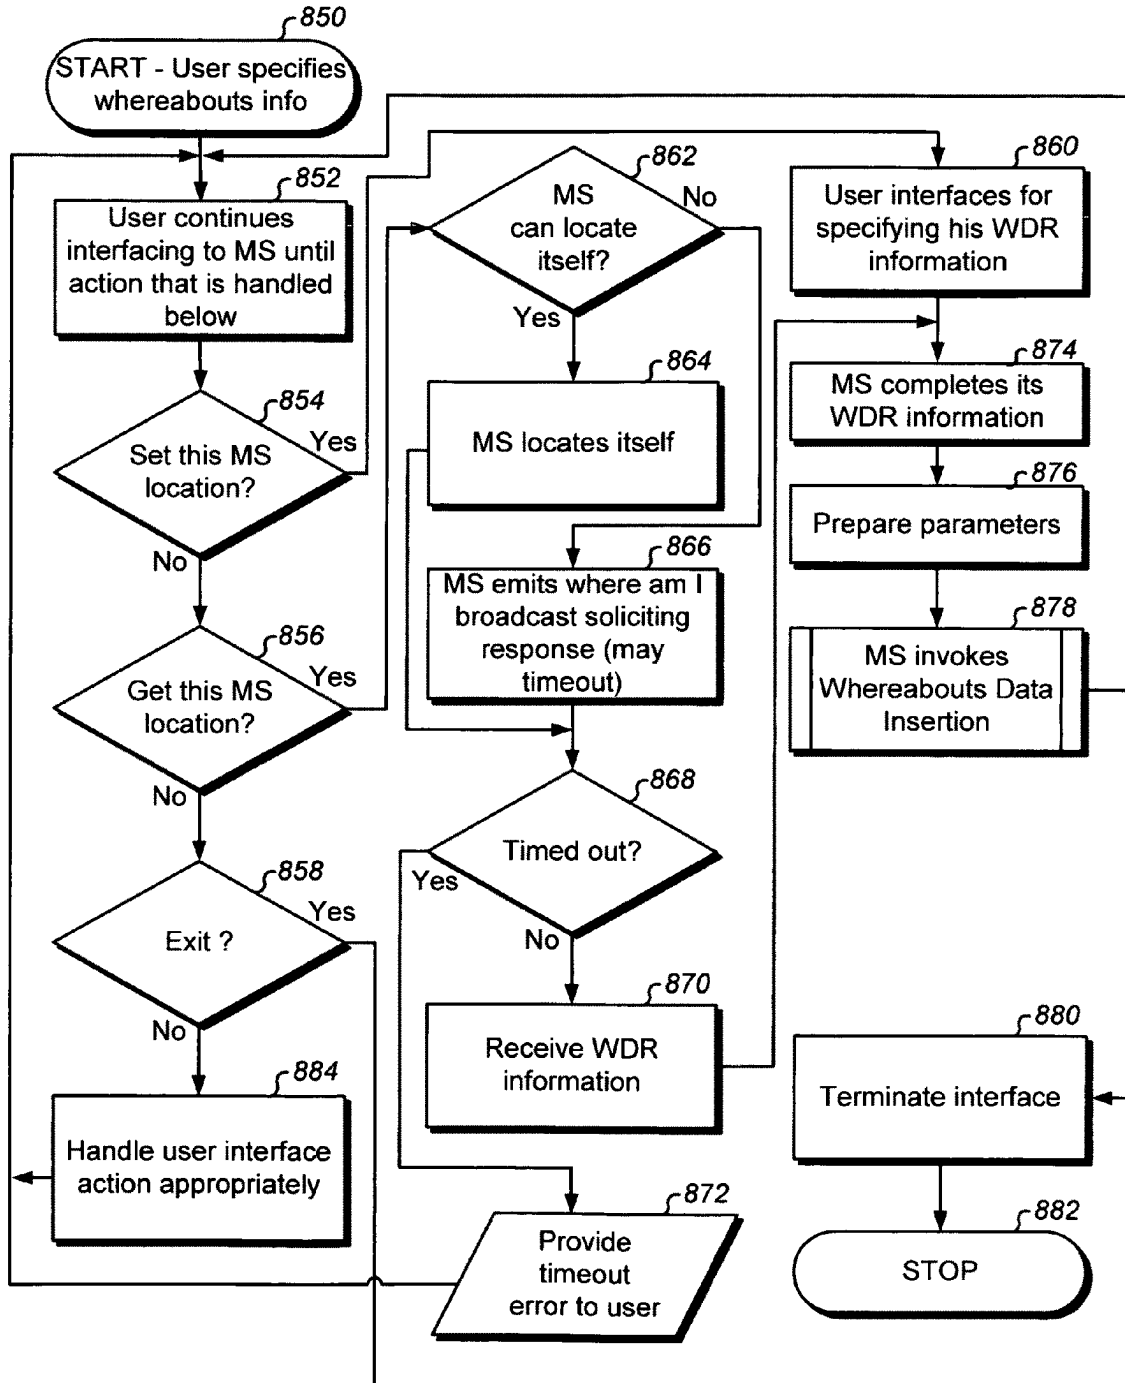 850
START - User specifies
whereabouts info
852
User continues
interfacing to MS until
action that is handled
below
854
Set this MS
location?
Yes
No
856
Get this MS
location?
Yes
No
858
Exit ?
Yes
No
884
Handle user interface
action appropriately
862
MS
can locate
itself?
No
Yes
864
MS locates itself
866
MS emits where am I
broadcast soliciting
response (may
timeout)
868
Timed out?
Yes
No
870
Receive WDR
information
872
Provide
timeout
error to user
860
User interfaces for
specifying his WDR
information
874
MS completes its
WDR information
876
Prepare parameters
878
MS invokes
Whereabouts Data
Insertion
880
Terminate interface
882
STOP